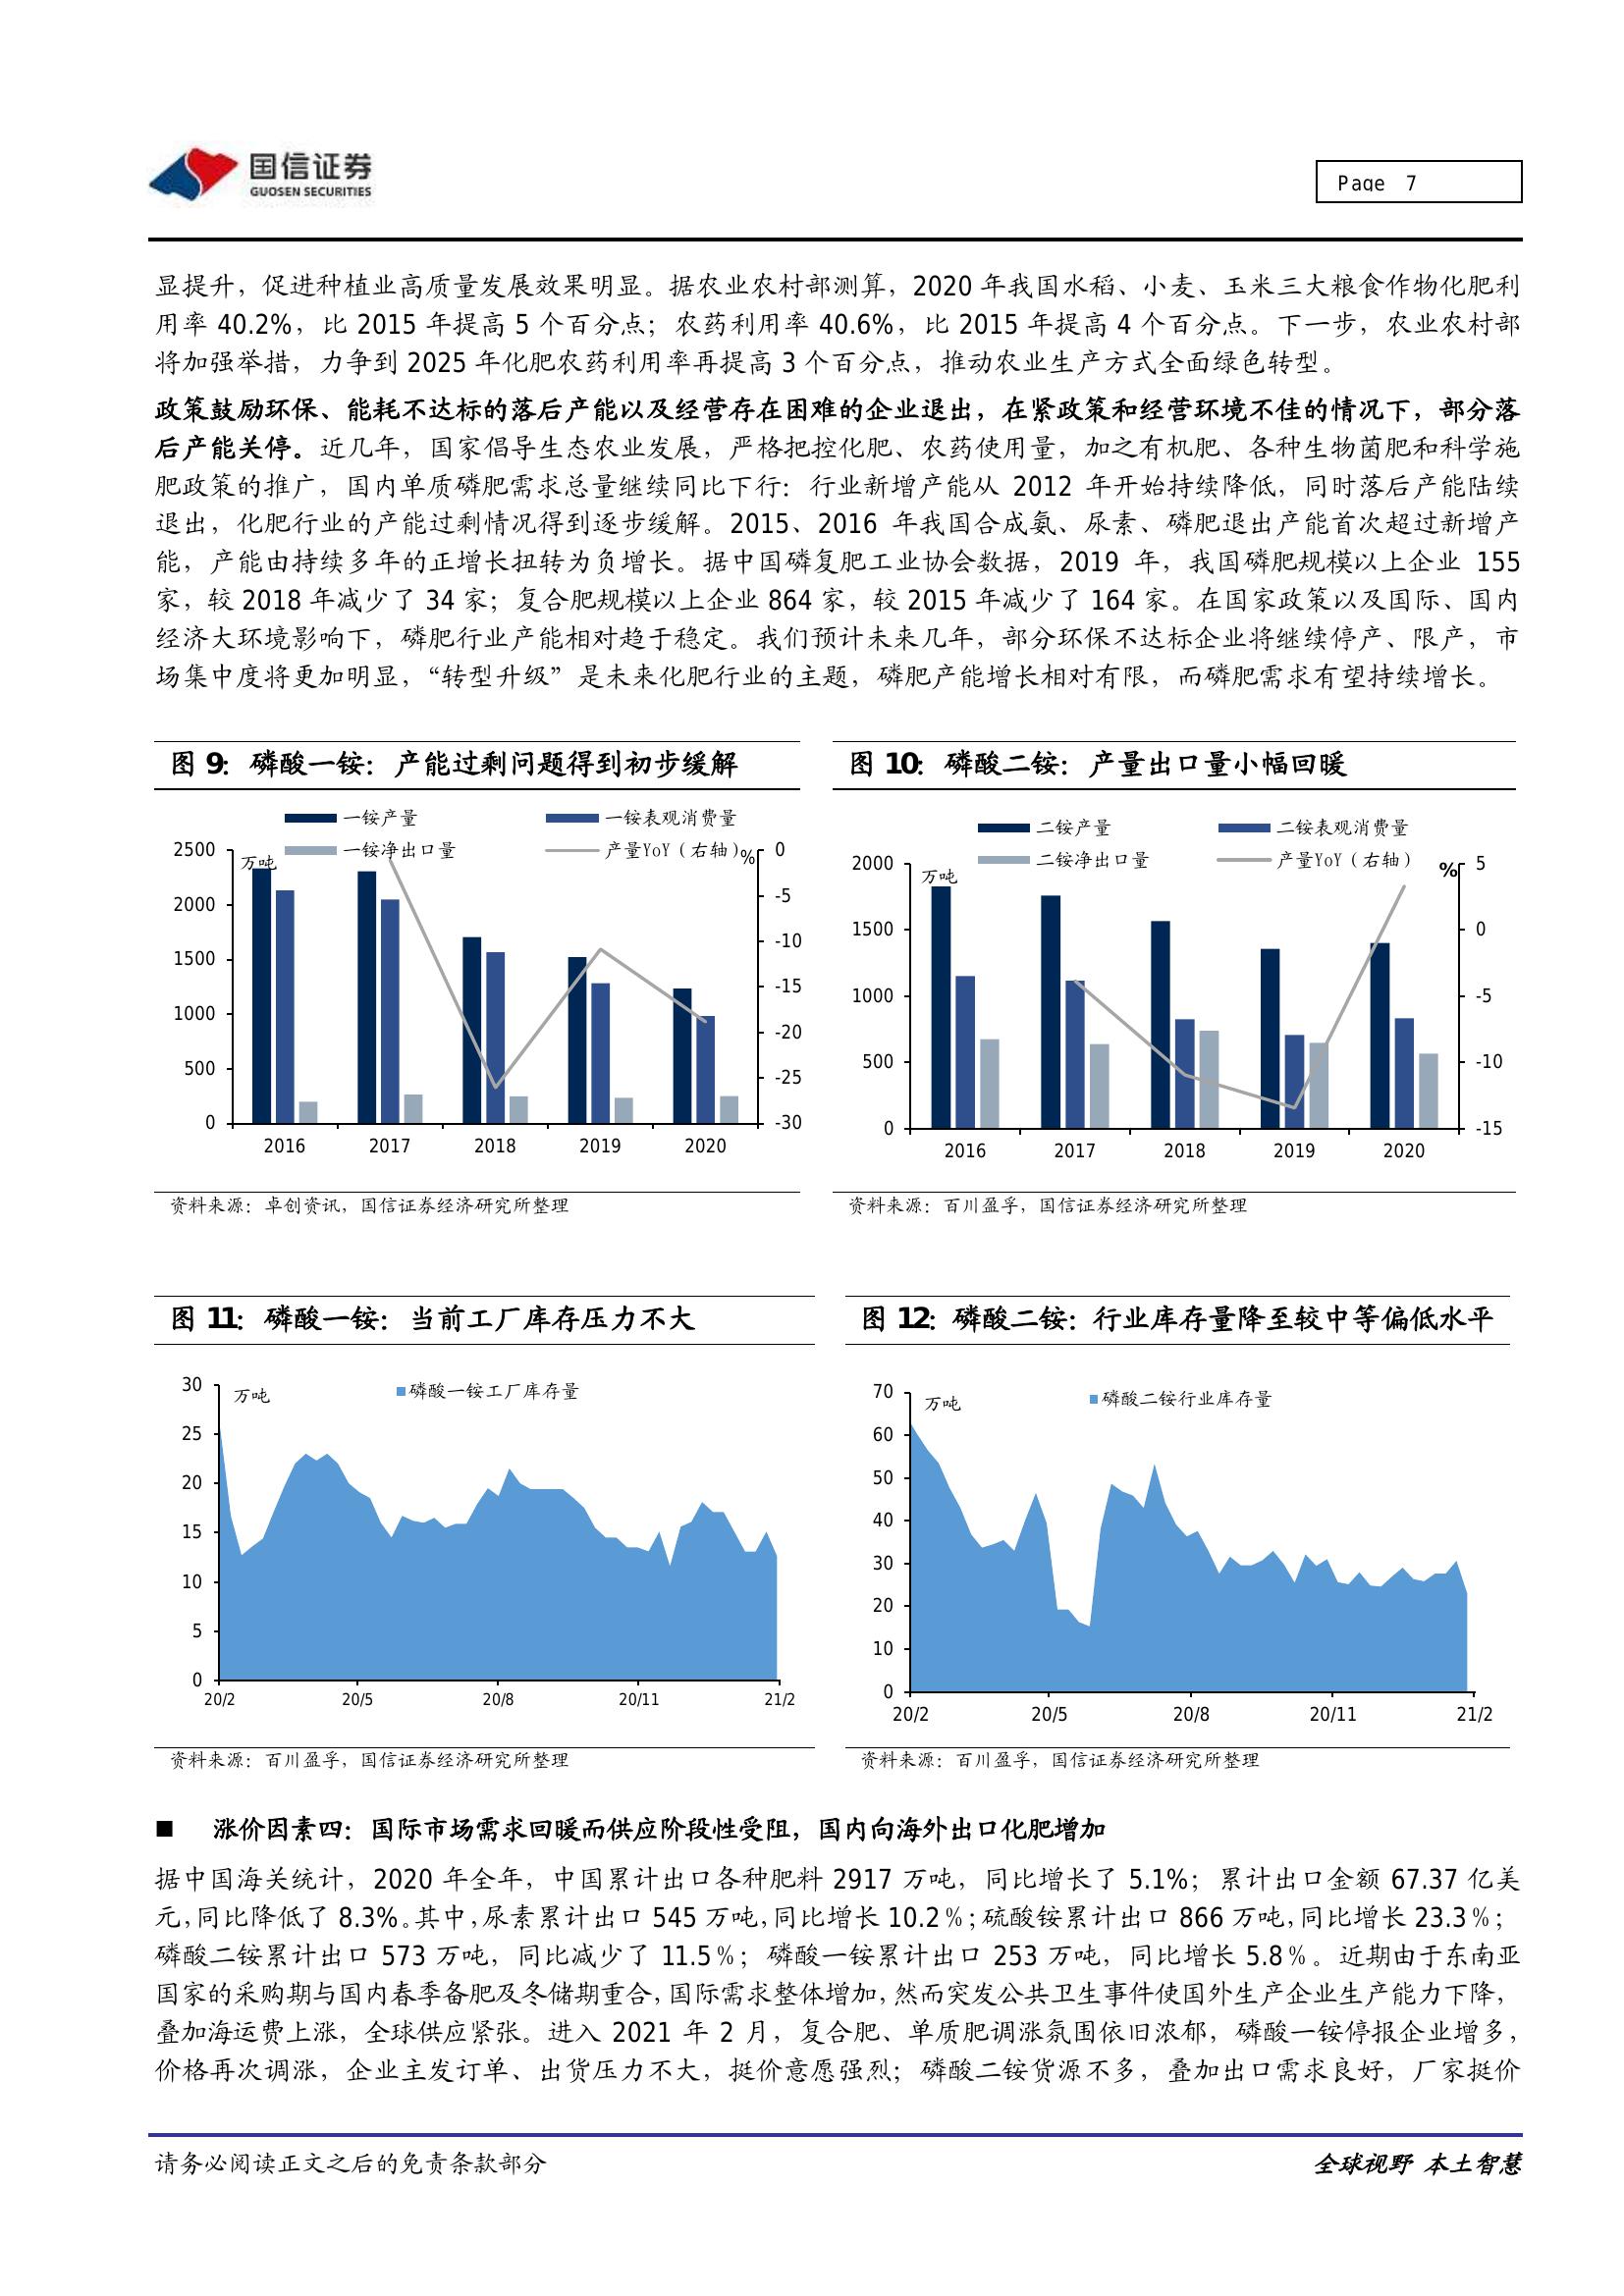 国信证券
GUOSEN SECURITIES
Page 7
显提升，促进种植业高质量发展效果明显。据农业农村部测算，2020 年我国水稻、小麦、玉米三大粮食作物化肥利
用率 40.2%，比 2015 年提高 5 个百分点；农药利用率 40.6%，比 2015 年提高 4 个百分点。下一步，农业农村部
将加强举措，力争到 2025 年化肥农药利用率再提高 3 个百分点，推动农业生产方式全面绿色转型。
政策鼓励环保、能耗不达标的落后产能以及经营存在困难的企业退出，在紧政策和经营环境不佳的情况下，部分落
后产能关停。近几年，国家倡导生态农业发展，严格把控化肥、农药使用量，加之有机肥、各种生物菌肥和科学施
肥政策的推广，国内单质磷肥需求总量继续同比下行：行业新增产能从 2012 年开始持续降低，同时落后产能陆续
退出，化肥行业的产能过剩情况得到逐步缓解。2015、2016 年我国合成氨、尿素、磷肥退出产能首次超过新增产
能，产能由持续多年的正增长扭转为负增长。据中国磷复肥工业协会数据，2019 年，我国磷肥规模以上企业 155
家，较 2018 年减少了 34 家；复合肥规模以上企业 864 家，较 2015 年减少了 164 家。在国家政策以及国际、国内
经济大环境影响下，磷肥行业产能相对趋于稳定。我们预计未来几年，部分环保不达标企业将继续停产、限产，市
场集中度将更加明显，“转型升级”是未来化肥行业的主题，磷肥产能增长相对有限，而磷肥需求有望持续增长。
图 9：磷酸一铵：产能过剩问题得到初步缓解
一铵产量
一铵表观消费量
一铵净出口量
产量YoY（右轴）
万吨
%
2500
2000
1500
1000
500
0
0
-5
-10
-15
-20
-25
-30
2016 2017 2018 2019 2020
资料来源：卓创资讯，国信证券经济研究所整理
图 10：磷酸二铵：产量出口量小幅回暖
二铵产量
二铵表观消费量
二铵净出口量
产量YoY（右轴）
万吨
%
2000
1500
1000
500
0
5
0
-5
-10
-15
2016 2017 2018 2019 2020
资料来源：百川盈孚，国信证券经济研究所整理
图 11：磷酸一铵：当前工厂库存压力不大
万吨
磷酸一铵工厂库存量
30
25
20
15
10
5
0
20/2 20/5 20/8 20/11 21/2
资料来源：百川盈孚，国信证券经济研究所整理
图 12：磷酸二铵：行业库存量降至较中等偏低水平
万吨
磷酸二铵行业库存量
70
60
50
40
30
20
10
0
20/2 20/5 20/8 20/11 21/2
资料来源：百川盈孚，国信证券经济研究所整理
■ 涨价因素四：国际市场需求回暖而供应阶段性受阻，国内向海外出口化肥增加
据中国海关统计，2020 年全年，中国累计出口各种肥料 2917 万吨，同比增长了 5.1%；累计出口金额 67.37 亿美
元，同比降低了 8.3%。其中，尿素累计出口 545 万吨，同比增长 10.2％；硫酸铵累计出口 866 万吨，同比增长 23.3％；
磷酸二铵累计出口 573 万吨，同比减少了 11.5％；磷酸一铵累计出口 253 万吨，同比增长 5.8％。近期由于东南亚
国家的采购期与国内春季备肥及冬储期重合，国际需求整体增加，然而突发公共卫生事件使国外生产企业生产能力下降，
叠加海运费上涨，全球供应紧张。进入 2021 年 2 月，复合肥、单质肥调涨氛围依旧浓郁，磷酸一铵停报企业增多，
价格再次调涨，企业主发订单、出货压力不大，挺价意愿强烈；磷酸二铵货源不多，叠加出口需求良好，厂家挺价
请务必阅读正文之后的免责条款部分
全球视野 本土智慧